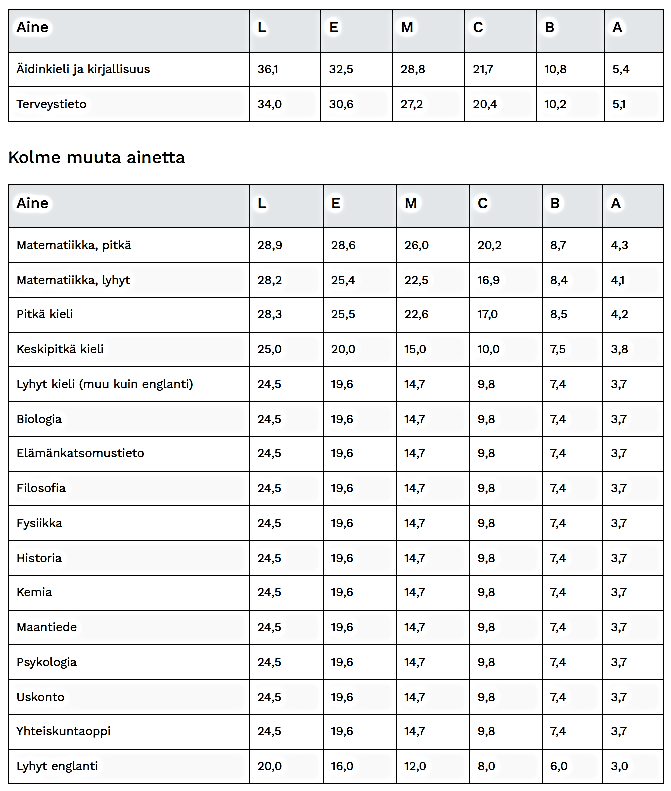 Aine L E M C B A
Äidinkieli ja kirjallisuus 36,1 32,5 28,8 21,7 10,8 5,4
Terveystieto 34,0 30,6 27,2 20,4 10,2 5,1
Kolme muuta ainetta
Aine L E M C B A
Matematiikka, pitkä 28,9 28,6 26,0 20,2 8,7 4,3
Matematiikka, lyhyt 28,2 25,4 22,5 16,9 8,4 4,1
Pitkä kieli 28,3 25,5 22,6 17,0 8,5 4,2
Keskipitkä kieli 25,0 20,0 15,0 10,0 7,5 3,8
Lyhyt kieli (muu kuin englanti) 24,5 19,6 14,7 9,8 7,4 3,7
Biologia 24,5 19,6 14,7 9,8 7,4 3,7
Elämänkatsomustieto 24,5 19,6 14,7 9,8 7,4 3,7
Filosofia 24,5 19,6 14,7 9,8 7,4 3,7
Fysiikka 24,5 19,6 14,7 9,8 7,4 3,7
Historia 24,5 19,6 14,7 9,8 7,4 3,7
Kemia 24,5 19,6 14,7 9,8 7,4 3,7
Maantiede 24,5 19,6 14,7 9,8 7,4 3,7
Psykologia 24,5 19,6 14,7 9,8 7,4 3,7
Uskonto 24,5 19,6 14,7 9,8 7,4 3,7
Yhteiskuntaoppi 24,5 19,6 14,7 9,8 7,4 3,7
Lyhyt englanti 20,0 16,0 12,0 8,0 6,0 3,0